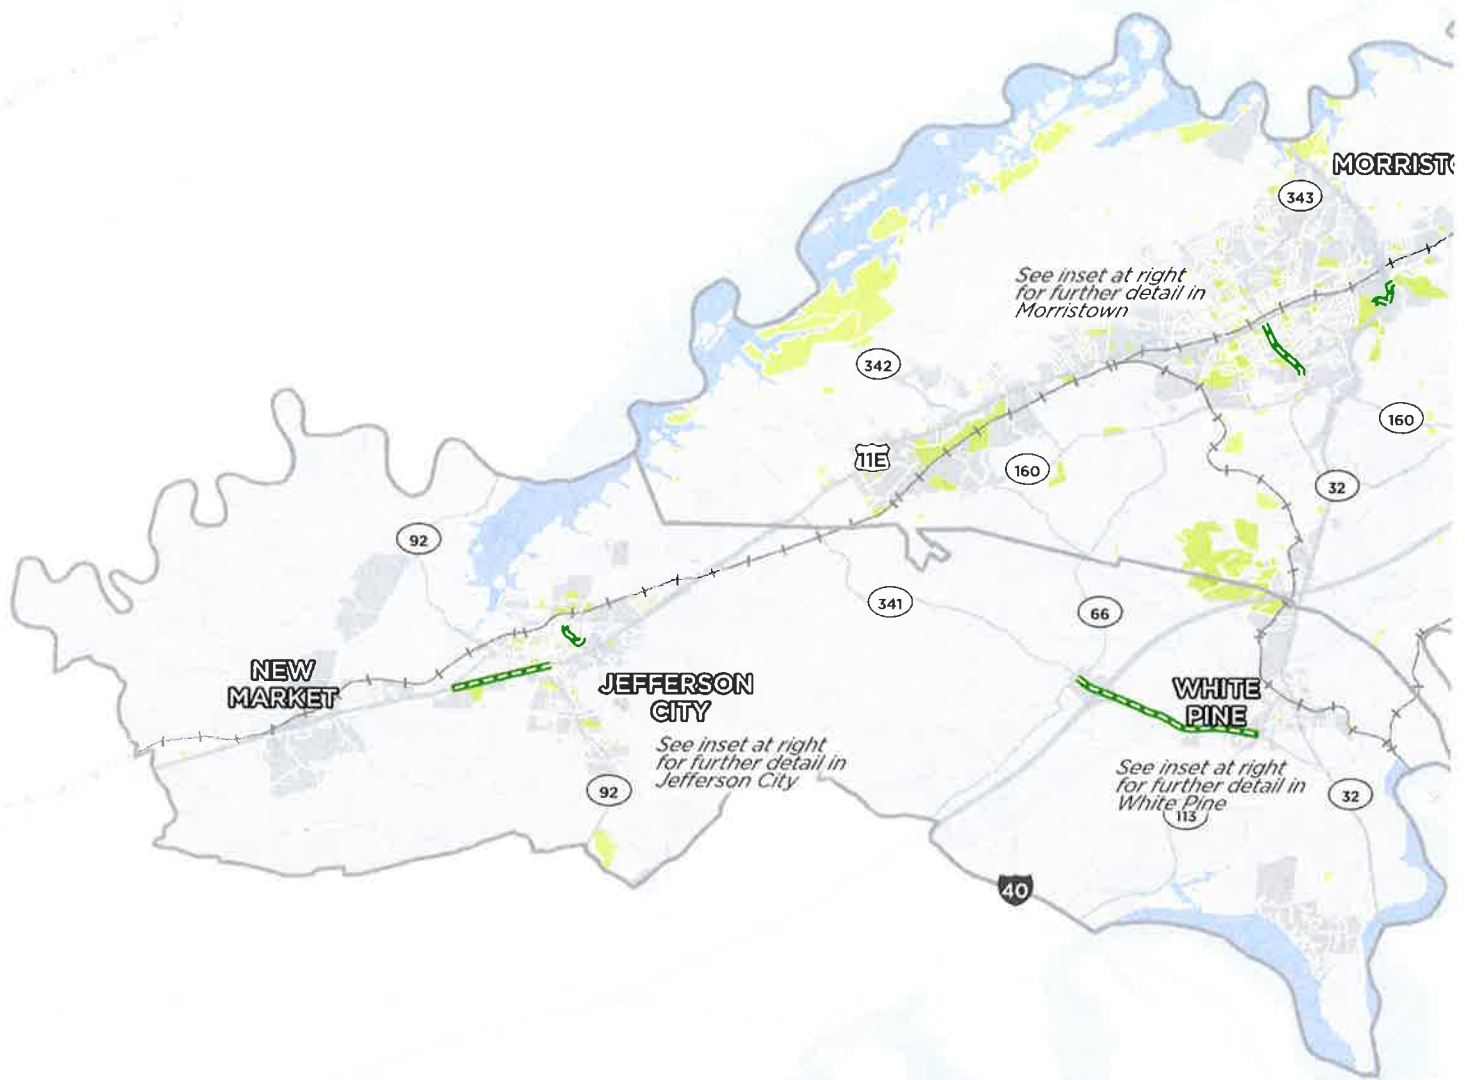 MORRISTO
343
See inset at right
for further detail in
Morristown
342
160
11E
160
32
92
341
66
NEW
MARKET
JEFFERSON
CITY
WHITE
PINE
See inset at right
for further detail in
Jefferson City
See inset at right
for further detail in
White Pine
92
32
113
40